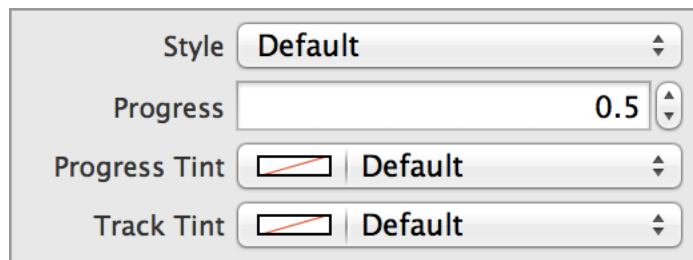 Style Default
Progress 0.5
Progress Tint Default
Track Tint Default